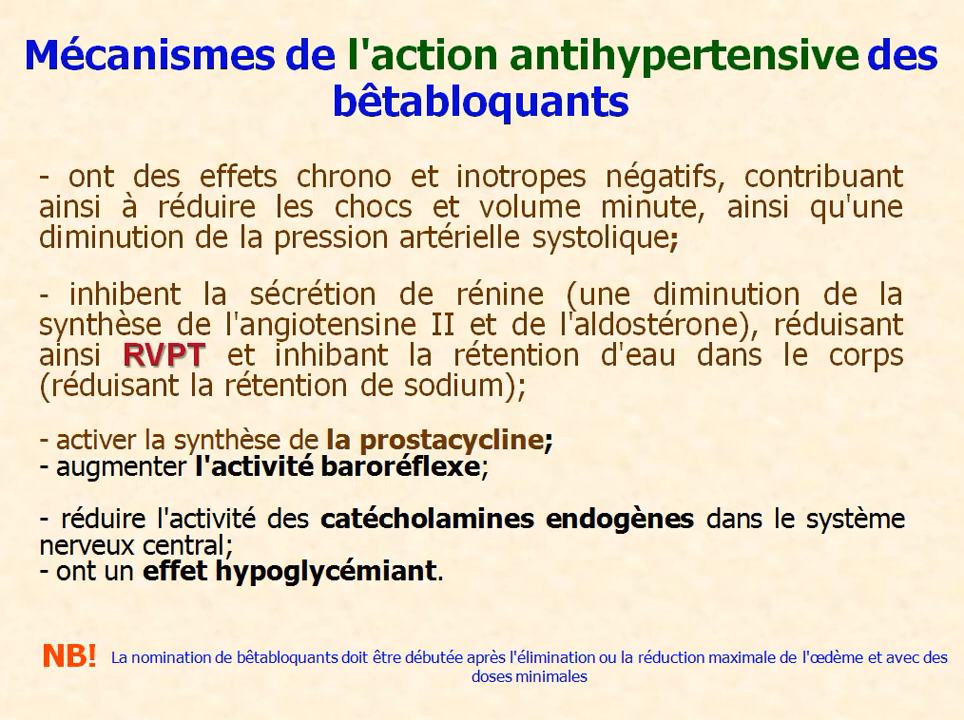 Mécanismes de l'action antihypertensive des
bêtabloquants
- ont des effets chrono et inotropes négatifs, contribuant
ainsi à réduire les chocs et volume minute, ainsi qu'une
diminution de la pression artérielle systolique;
- inhibent la sécrétion de rénine (une diminution de la
synthèse de l'angiotensine II et de l'aldostérone), réduisant
ainsi RVPT et inhibant la rétention d'eau dans le corps
(réduisant la rétention de sodium);
- activer la synthèse de la prostacycline;
- augmenter l'activité baroréflexe;
- réduire l'activité des catécholamines endogènes dans le système
nerveux central;
- ont un effet hypoglycémiant.
NB! La nomination de bêtabloquants doit être débutée après l'élimination ou la réduction maximale de l'œdème et avec des
doses minimales